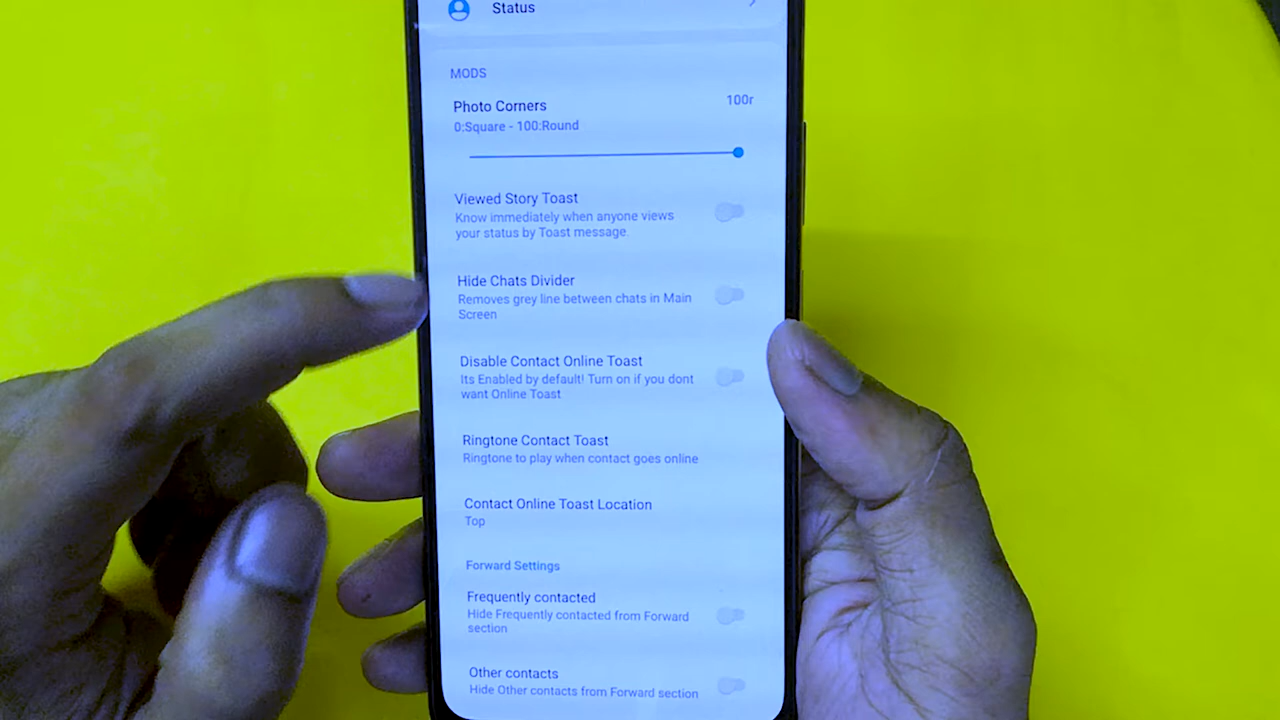 Status
MODS
Photo Corners
100r
0:Square - 100:Round
Viewed Story Toast
Know immediately when anyone views
your status by Toast message.
Hide Chats Divider
Removes grey line between chats in Main
Screen
Disable Contact Online Toast
Its Enabled by default! Turn on if you dont
want Online Toast
Ringtone Contact Toast
Ringtone to play when contact goes online
Contact Online Toast Location
Top
Forward Settings
Frequently contacted
Hide Frequently contacted from Forward
section
Other contacts
Hide Other contacts from Forward section